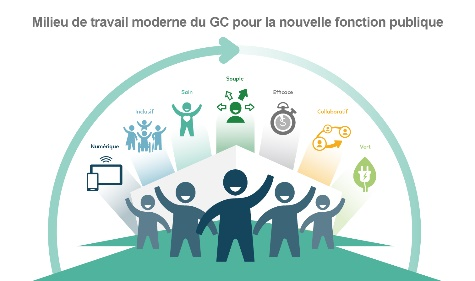 Milieu de travail moderne du GC pour la nouvelle fonction publique
Numérique
Inclusif
Sain
Souple
Efficace
Collaboratif
Vert